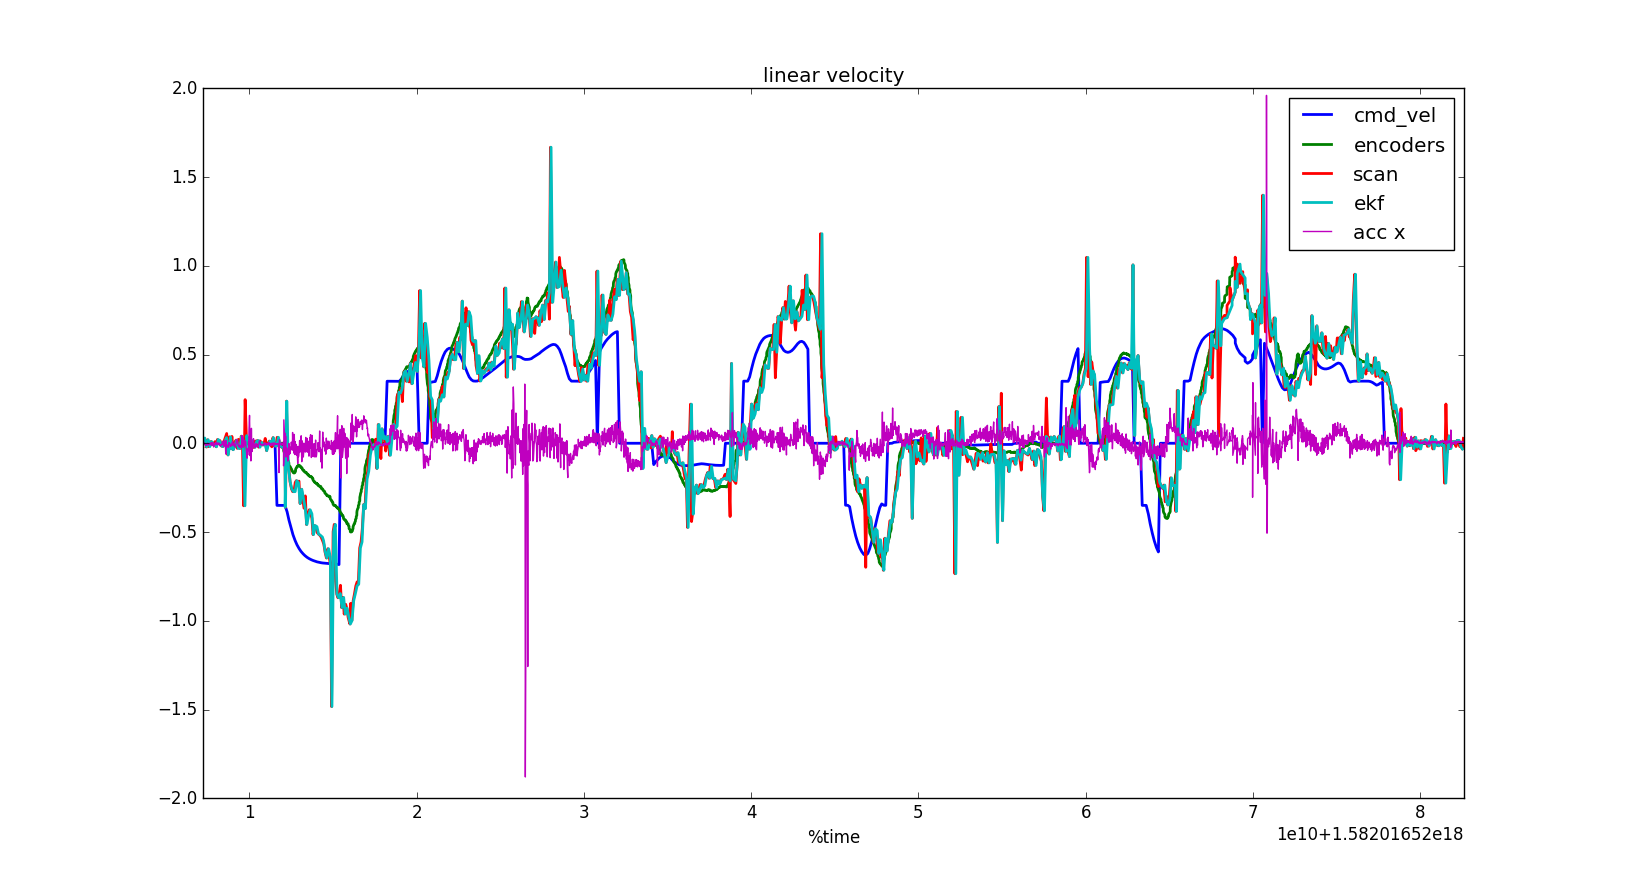 linear velocity
2.0
1.5
1.0
0.5
0.0
−0.5
−1.0
−1.5
−2.0
cmd_vel
encoders
scan
ekf
acc x
1 2 3 4 5 6 7 8
%time
1e10+1.58201652e18